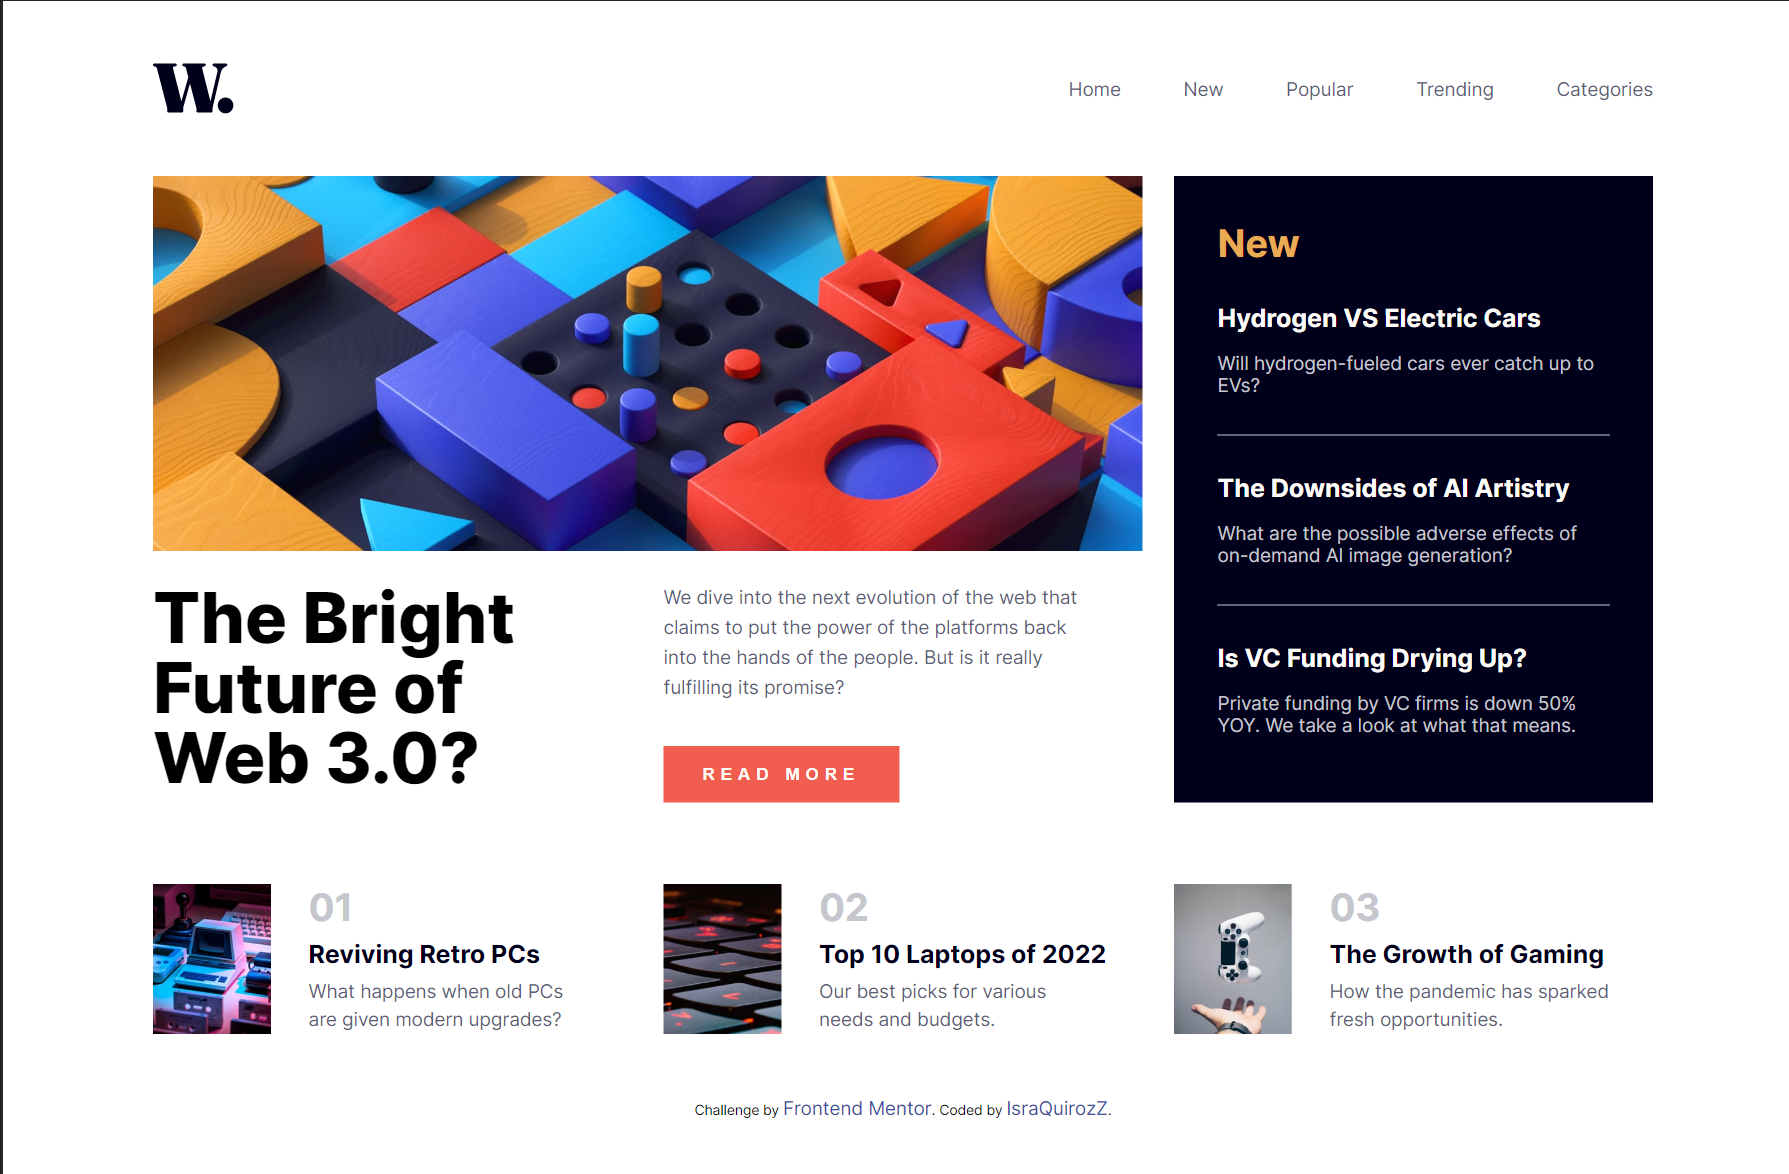 W.
Home
New
Popular
Trending
Categories
The Bright
Future of
Web 3.0?
We dive into the next evolution of the web that
claims to put the power of the platforms back
into the hands of the people. But is it really
fulfilling its promise?
READ MORE
New
Hydrogen VS Electric Cars
Will hydrogen-fueled cars ever catch up to
EVs?
The Downsides of AI Artistry
What are the possible adverse effects of
on-demand AI image generation?
Is VC Funding Drying Up?
Private funding by VC firms is down 50%
YOY. We take a look at what that means.
01
Reviving Retro PCs
What happens when old PCs
are given modern upgrades?
02
Top 10 Laptops of 2022
Our best picks for various
needs and budgets.
03
The Growth of Gaming
How the pandemic has sparked
fresh opportunities.
Challenge by Frontend Mentor. Coded by IsraQuirozZ.